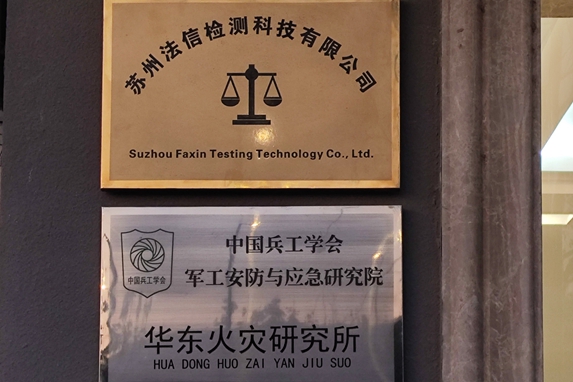 苏州法信检测科技有限公司
Suzhou Faxin Testing Technology Co., Ltd.
中国兵工学会
中国兵工学会
军工安防与应急研究院
华东火灾研究所
HUA DONG HUO ZAI YAN JIU SUO